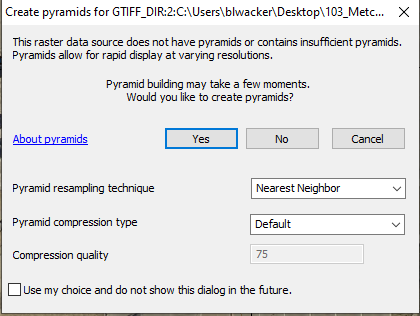 Create pyramids for GTIFF_DIR:2:C:\Users\blwacker\Desktop\103_Metc...
This raster data source does not have pyramids or contains insufficient pyramids.
Pyramids allow for rapid display at varying resolutions.
Pyramid building may take a few moments.
Would you like to create pyramids?
About pyramids Yes No Cancel
Pyramid resampling technique Nearest Neighbor
Pyramid compression type Default
Compression quality 75
Use my choice and do not show this dialog in the future.